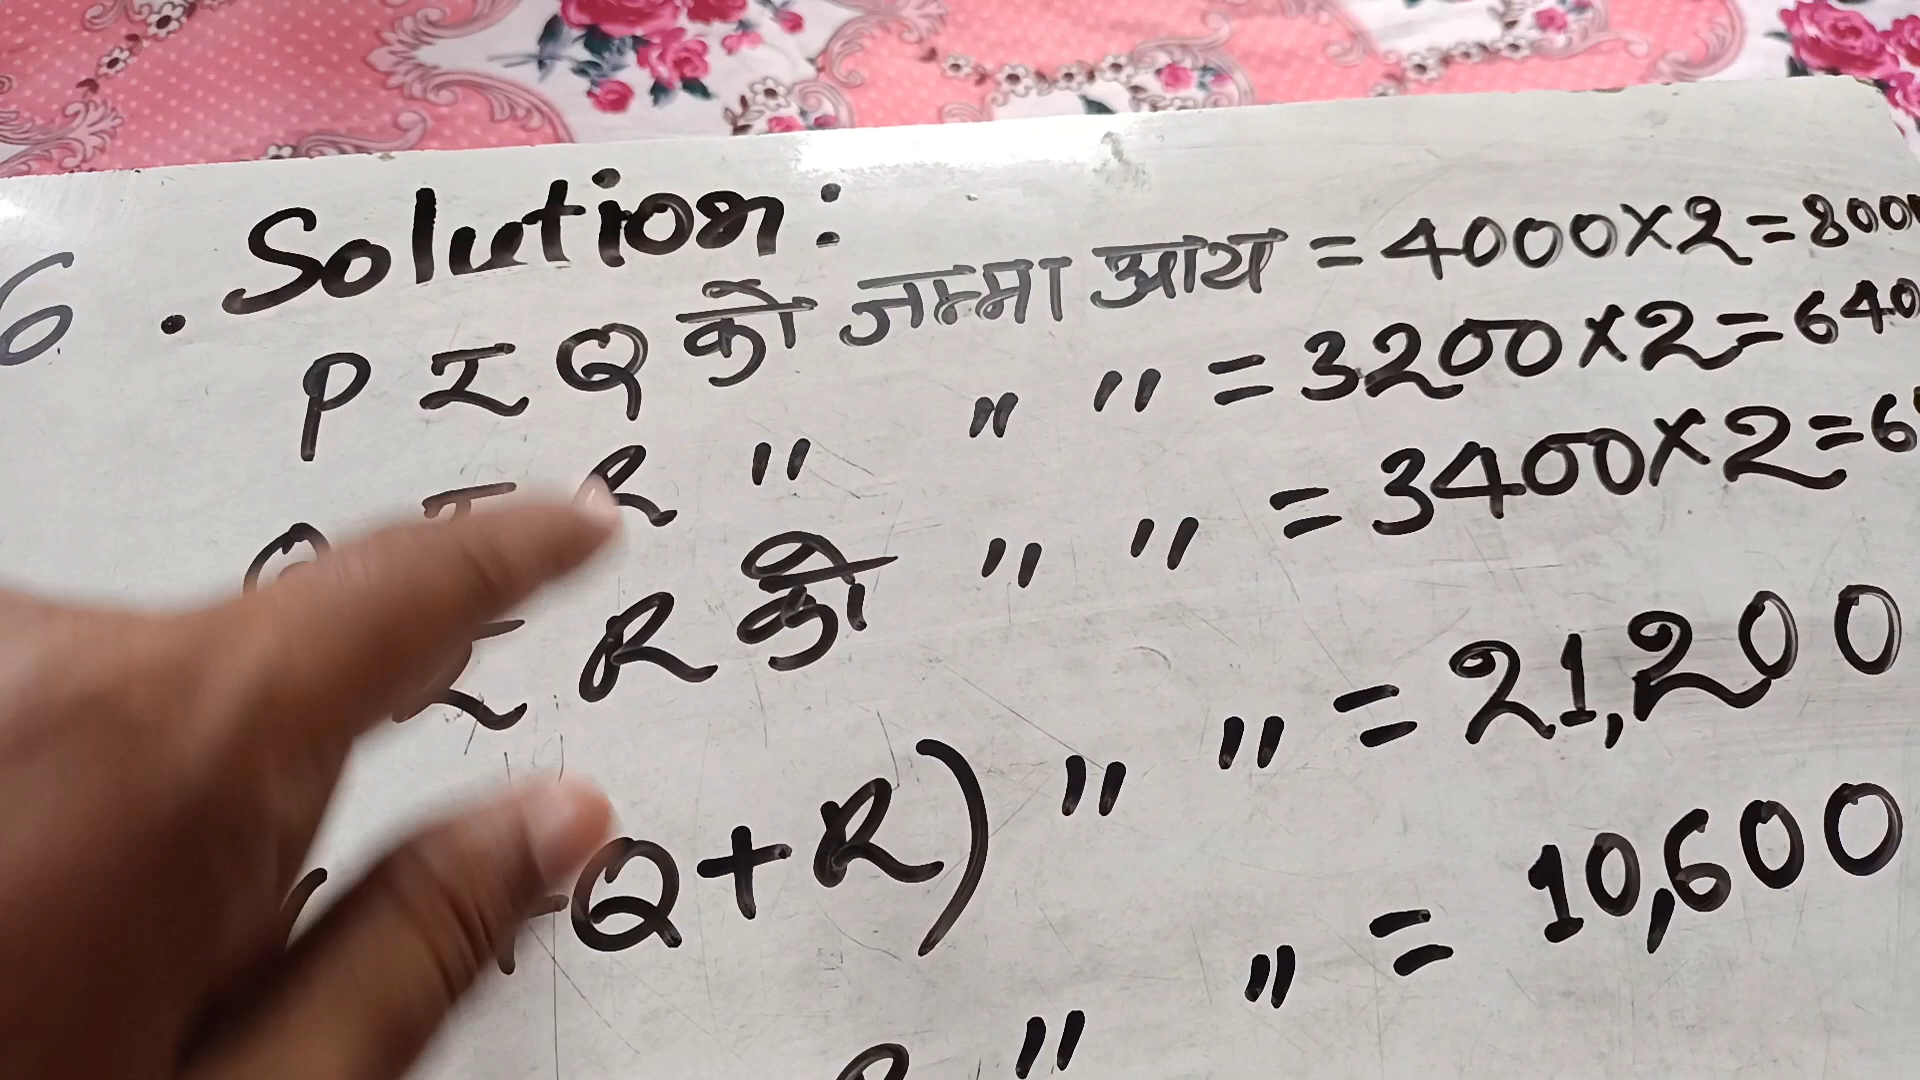 6 . Solution:
P र Q को जम्मा आय = 4000×2=800
Q र R " " " = 3200×2=640
र R को " " = 3400×2=6
" = 21,200
Q+R) " " = 10,600
R " "